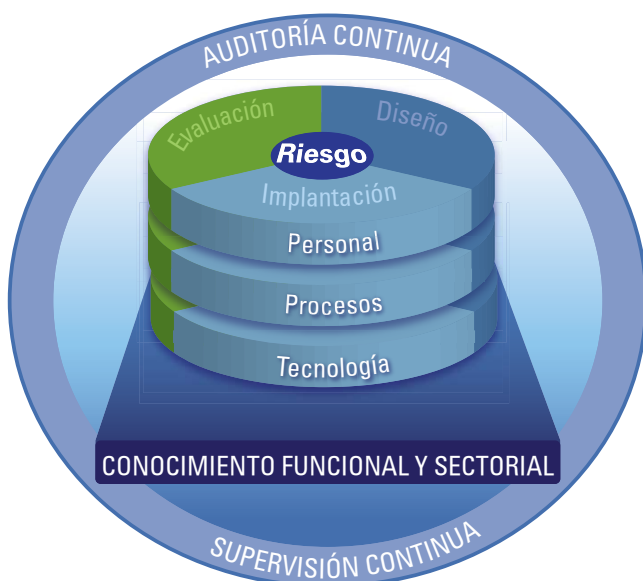 AUDITORÍA CONTINUA
Evaluación
Diseño
Riesgo
Implantación
Personal
Procesos
Tecnología
CONOCIMIENTO FUNCIONAL Y SECTORIAL
SUPERVISIÓN CONTINUA